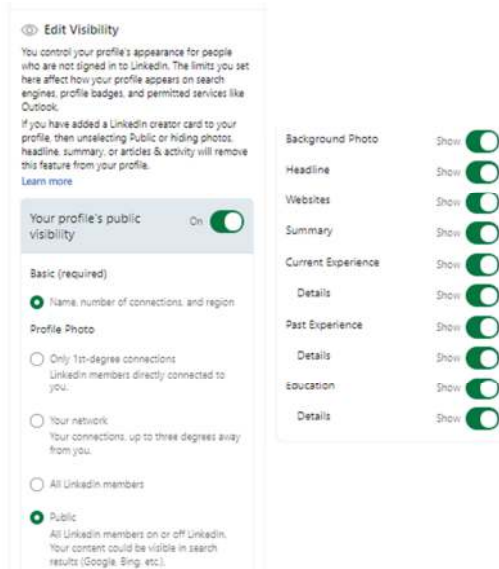 Edit Visibility
You control your profile's appearance for people
who are not signed in to LinkedIn. The limits you set
here affect how your profile appears on search
engines, profile badges, and permitted services like
Outlook.
If you have added a LinkedIn creator card to your
profile, then unselecting Public or hiding photos,
headline, summary, or articles & activity will remove
this feature from your profile.
Learn more
Your profile's public
visibility
On
Basic (required)
Name, number of connections, and region
Profile Photo
Only 1st-degree connections
LinkedIn members directly connected to
you.
Your network
Your connections, up to three degrees away
from you.
All LinkedIn members
Public
All LinkedIn members on or off LinkedIn.
Your content could be visible in search
results (Google, Bing, etc.).
Background Photo Show
Headline Show
Websites Show
Summary Show
Current Experience Show
Details Show
Past Experience Show
Details Show
Education Show
Details Show